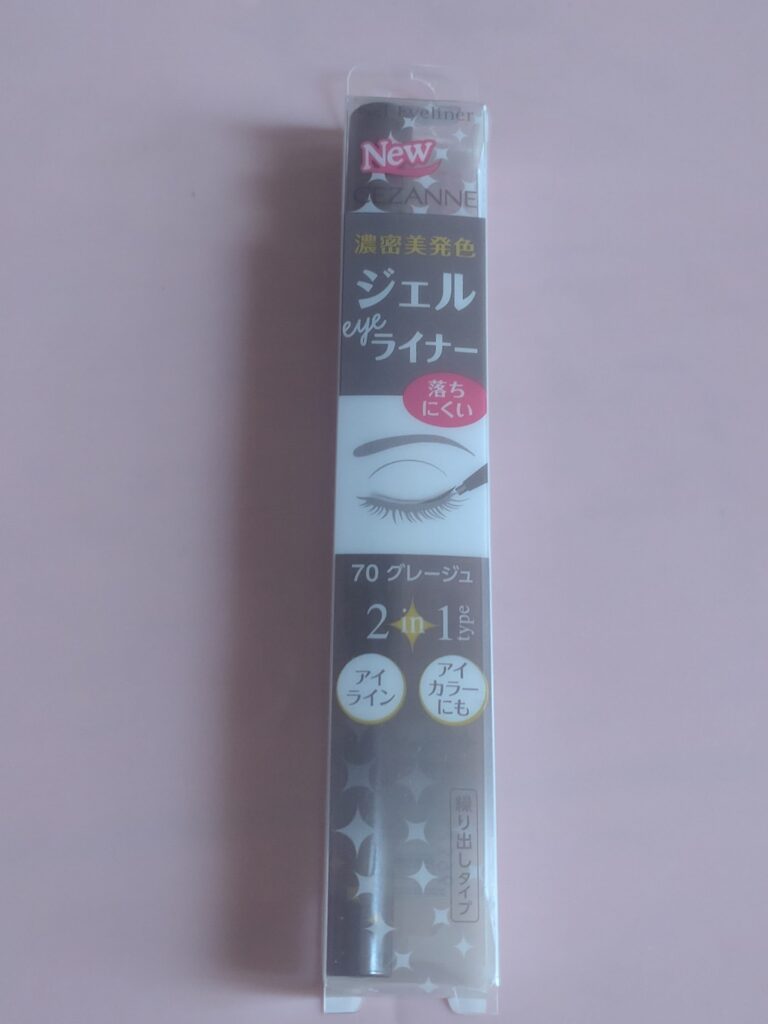 Gel Eyeliner
New
CEZANNE
濃密美発色
ジェル
eye
ライナー
落ち
にくい
70 グレージュ
2 in 1 type
アイ
ライン
アイ
カラー
にも
繰り出しタイプ